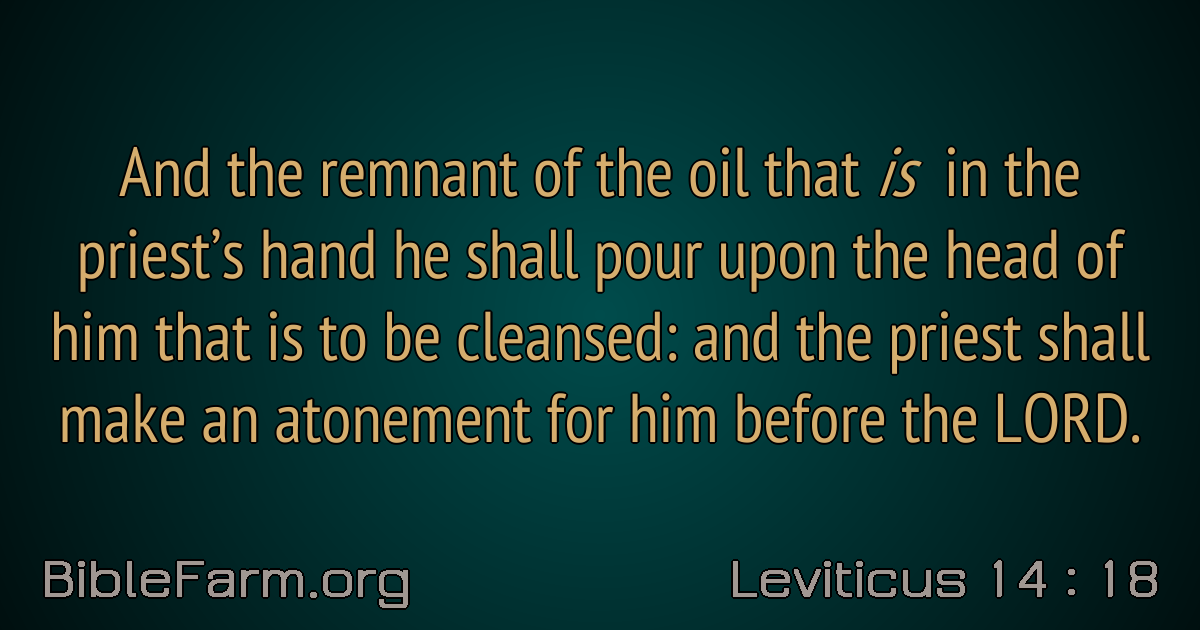 And the remnant of the oil that is in the
priest’s hand he shall pour upon the head of
him that is to be cleansed: and the priest shall
make an atonement for him before the LORD.
BibleFarm.org
Leviticus 14 : 18